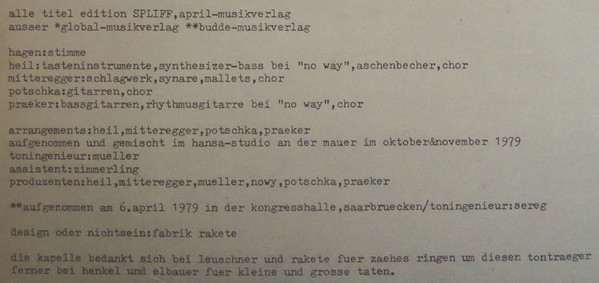 alle titel edition SPLIFF,april-musikverlag
ausser *global-musikverlag **budde-musikverlag
hagen:stimme
heil:tasteninstrumente,synthesizer-bass bei "no way",aschenbecher,chor
mitteregger:schlagwerk,synare,mallets,chor
potschka:gitarren,chor
praeker:bassgitarren,rhythmusgitarre bei "no way",chor
arrangements:heil,mitteregger,potschka,praeker
aufgenommen und gemischt im hansa-studio an der mauer im oktober&november 1979
toningenieur:mueller
assistent:zimmerling
produzenten:heil,mitteregger,mueller,nowy,potschka,praeker
**aufgenommen am 6.april 1979 in der kongresshalle,saarbruecken/toningenieur:sereg
design oder nichtsein:fabrik rakete
die kapelle bedankt sich bei leuschner und rakete fuer zaehes ringen um diesen tontraeger
ferner bei henkel und elbauer fuer kleine und grosse taten.